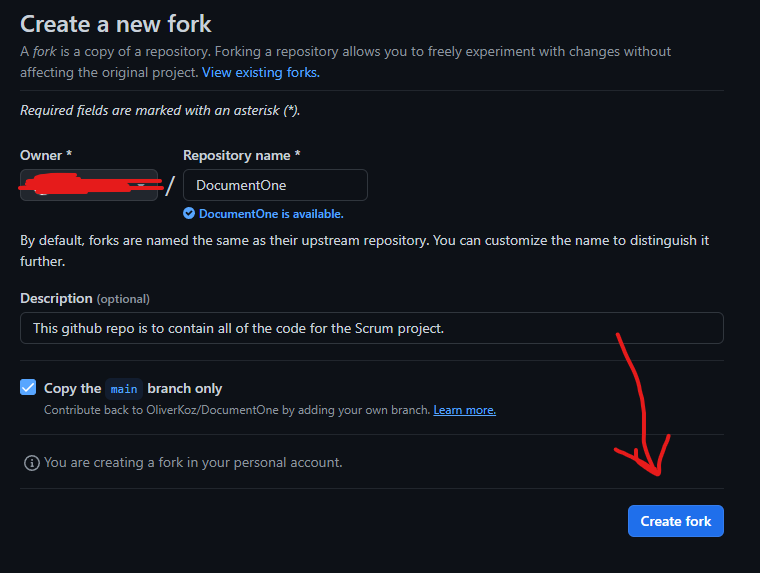 Create a new fork
A fork is a copy of a repository. Forking a repository allows you to freely experiment with changes without
affecting the original project. View existing forks.
Required fields are marked with an asterisk (*).
Owner * Repository name *
/ DocumentOne
DocumentOne is available.
By default, forks are named the same as their upstream repository. You can customize the name to distinguish it
further.
Description (optional)
This github repo is to contain all of the code for the Scrum project.
Copy the main branch only
Contribute back to OliverKoz/DocumentOne by adding your own branch. Learn more.
You are creating a fork in your personal account.
Create fork